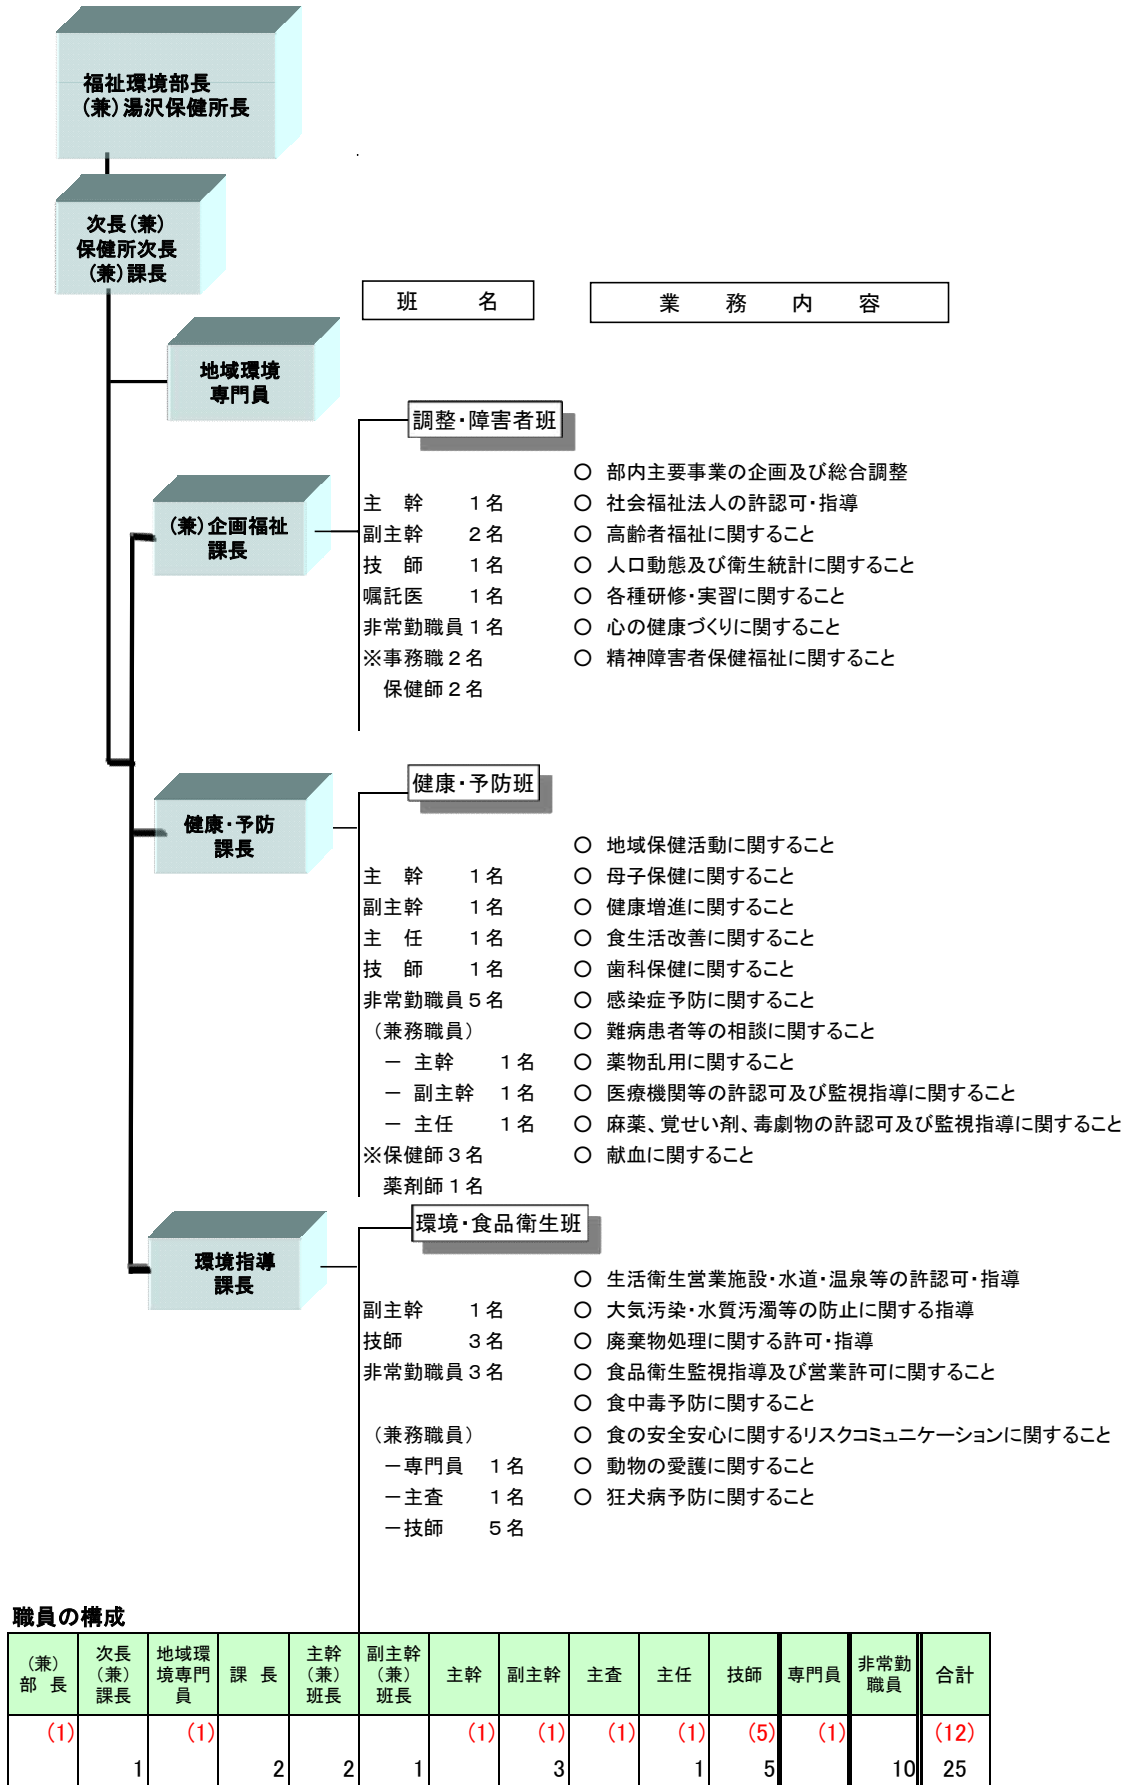 福祉環境部長
(兼)湯沢保健所長
次長(兼)
保健所次長
(兼)課長
班　名
業　務　内　容
地域環境
専門員
調整・障害者班
(兼)企画福祉
課長
○ 部内主要事業の企画及び総合調整
主　幹　1名　○ 社会福祉法人の許認可・指導
副主幹　2名　○ 高齢者福祉に関すること
技　師　1名　○ 人口動態及び衛生統計に関すること
嘱託医　1名　○ 各種研修・実習に関すること
非常勤職員1名　○ 心の健康づくりに関すること
※事務職2名　○ 精神障害者保健福祉に関すること
保健師2名
健康・予防班
健康・予防
課長
○ 地域保健活動に関すること
主　幹　1名　○ 母子保健に関すること
副主幹　1名　○ 健康増進に関すること
主　任　1名　○ 食生活改善に関すること
技　師　1名　○ 歯科保健に関すること
非常勤職員5名　○ 感染症予防に関すること
(兼務職員)　○ 難病患者等の相談に関すること
－ 主幹　1名　○ 薬物乱用に関すること
－ 副主幹　1名　○ 医療機関等の許認可及び監視指導に関すること
－ 主任　1名　○ 麻薬、覚せい剤、毒劇物の許認可及び監視指導に関すること
※保健師3名　○ 献血に関すること
薬剤師1名
環境・食品衛生班
環境指導
課長
○ 生活衛生営業施設・水道・温泉等の許認可・指導
副主幹　1名　○ 大気汚染・水質汚濁等の防止に関する指導
技師　3名　○ 廃棄物処理に関する許可・指導
非常勤職員3名　○ 食品衛生監視指導及び営業許可に関すること
○ 食中毒予防に関すること
(兼務職員)　○ 食の安全安心に関するリスクコミュニケーションに関すること
－専門員　1名　○ 動物の愛護に関すること
－主査　1名　○ 狂犬病予防に関すること
－技師　5名
職員の構成
(兼)部　長　次長(兼)課長　地域環境専門員　課　長　主幹(兼)班長　副主幹(兼)班長　主幹　副主幹　主査　主任　技師　専門員　非常勤職員　合計
(1)　(1)　(1)　(1)　(1)　(1)　(5)　(1)　(12)
1　2　2　1　3　1　5　10　25